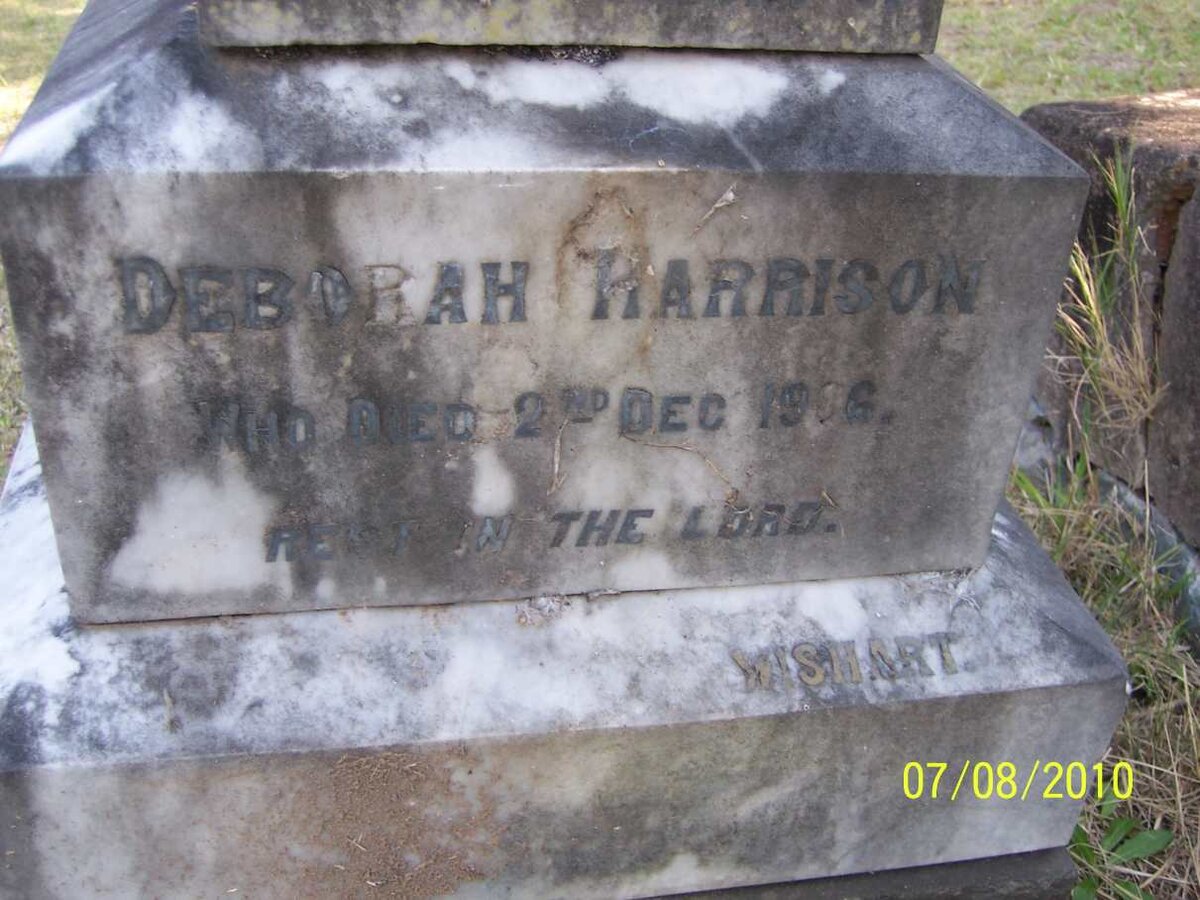 DEBORAH HARRISON
WHO DIED 2ND DEC
REST IN THE LORD.
WISHART
07/08/2010